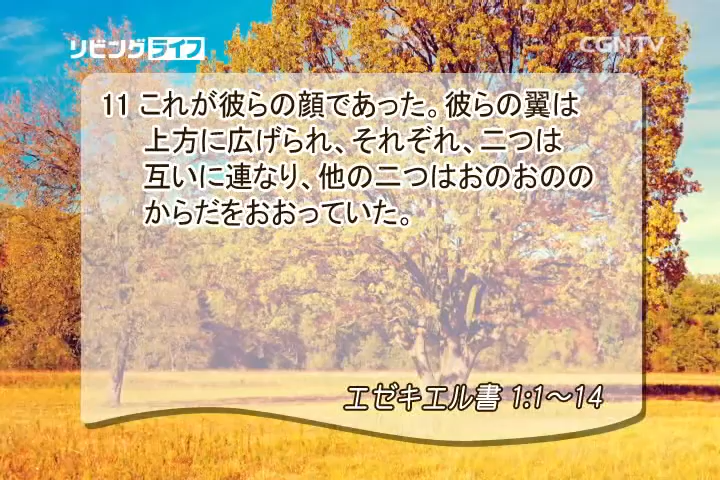 リビングライフ
CGNTV
11 これが彼らの顔であった。彼らの翼は
上方に広げられ、それぞれ、二つは
互いに連なり、他の二つはおのおのの
からだをおおっていた。
エゼキエル書 1:1～14